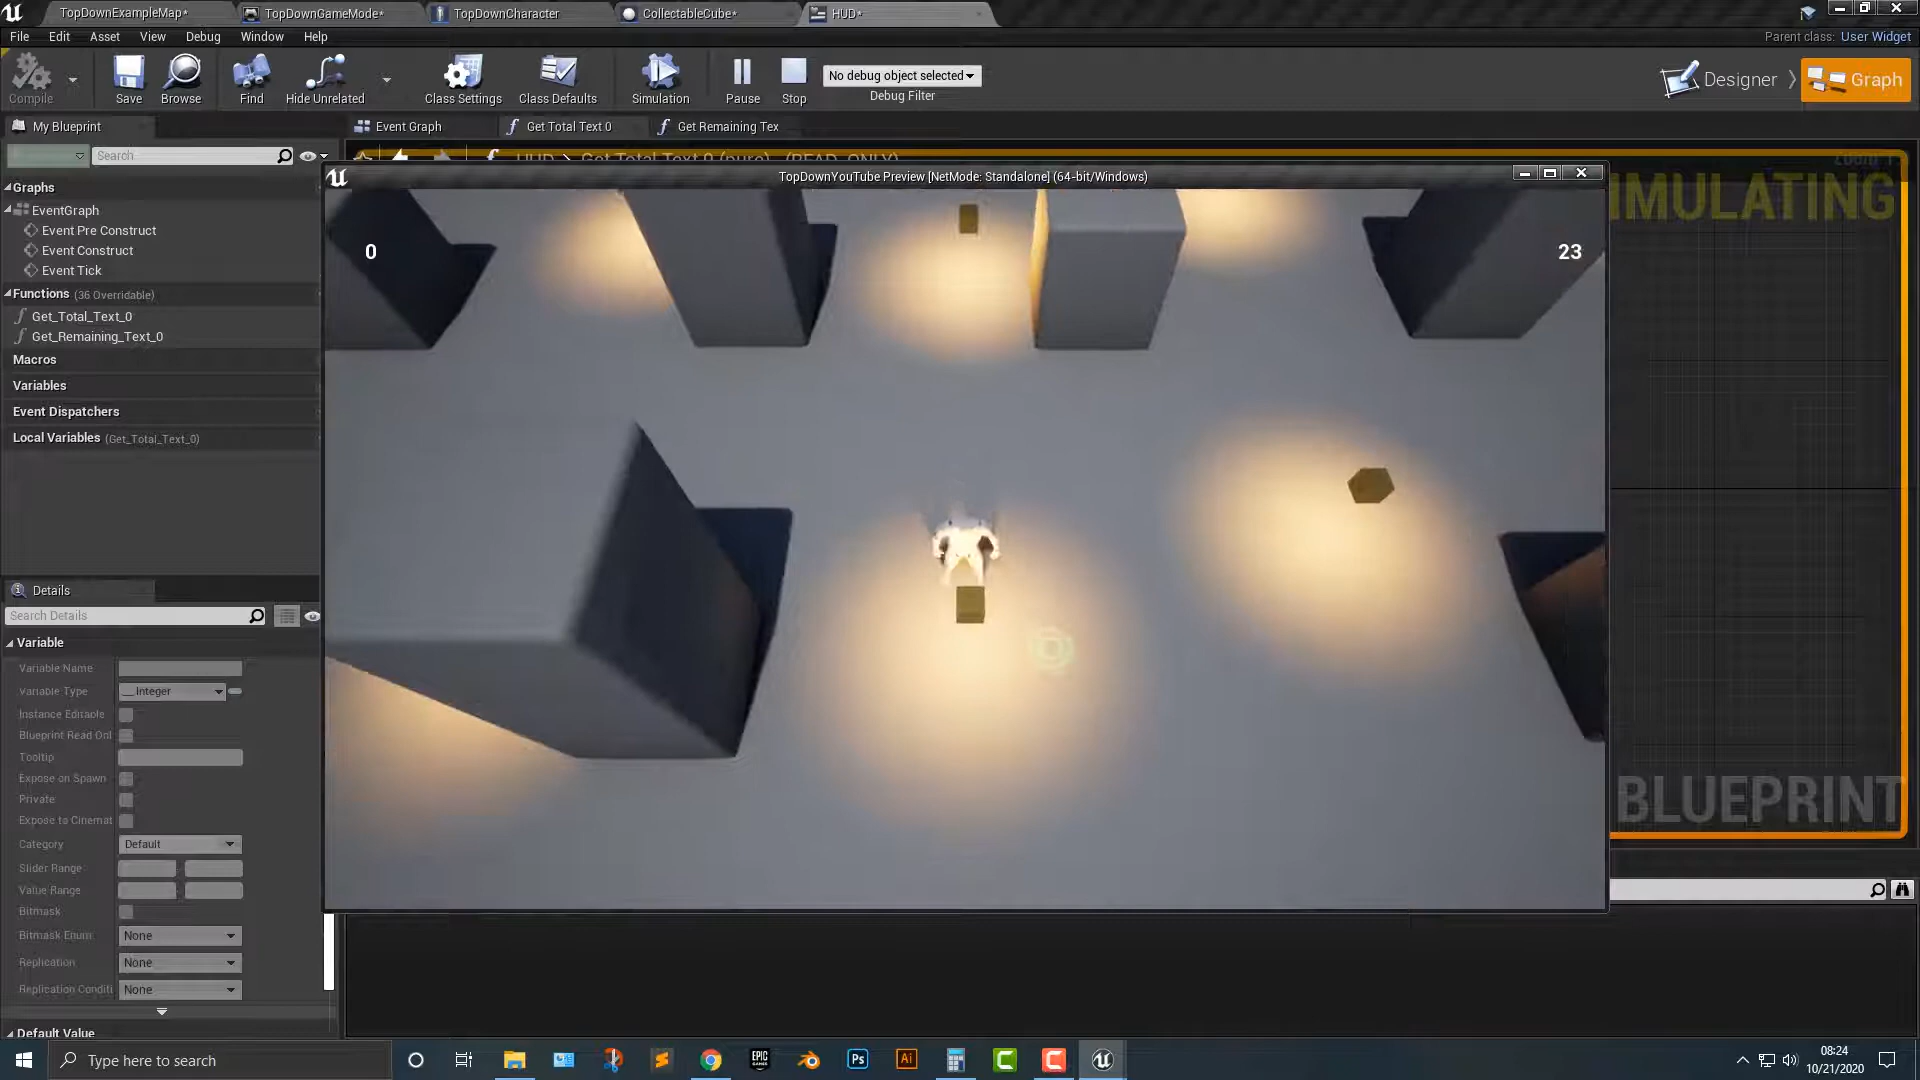 TopDownExampleMap*
TopDownGameMode*
TopDownCharacter
CollectableCube*
HUD*
File Edit Asset View Debug Window Help
Parent class: User Widget
Compile
Save
Browse
Find
Hide Unrelated
Class Settings
Class Defaults
Simulation
Pause
Stop
No debug object selected
Debug Filter
Designer
Graph
My Blueprint
Event Graph
Get Total Text 0
Get Remaining Tex
Search
HUD > Get Total Text 0 (pure) (READ ONLY)
TopDownYouTube Preview [NetMode: Standalone] (64-bit/Windows)
IMULATING
Graphs
EventGraph
Event Pre Construct
Event Construct
Event Tick
0
23
Functions (36 Overridable)
Get_Total_Text_0
Get_Remaining_Text_0
Macros
Variables
Event Dispatchers
Local Variables (Get_Total_Text_0)
Details
Search Details
Variable
Variable Name
Variable Type Integer
Instance Editable
Blueprint Read Onl
Tooltip
Expose on Spawn
Private
Expose to Cinemat
Category Default
Slider Range
Value Range
Bitmask
Bitmask Enum None
Replication None
Replication Conditi None
Default Value
BLUEPRINT
Type here to search
EPIC GAMES
Ps
Ai
08:24
10/21/2020